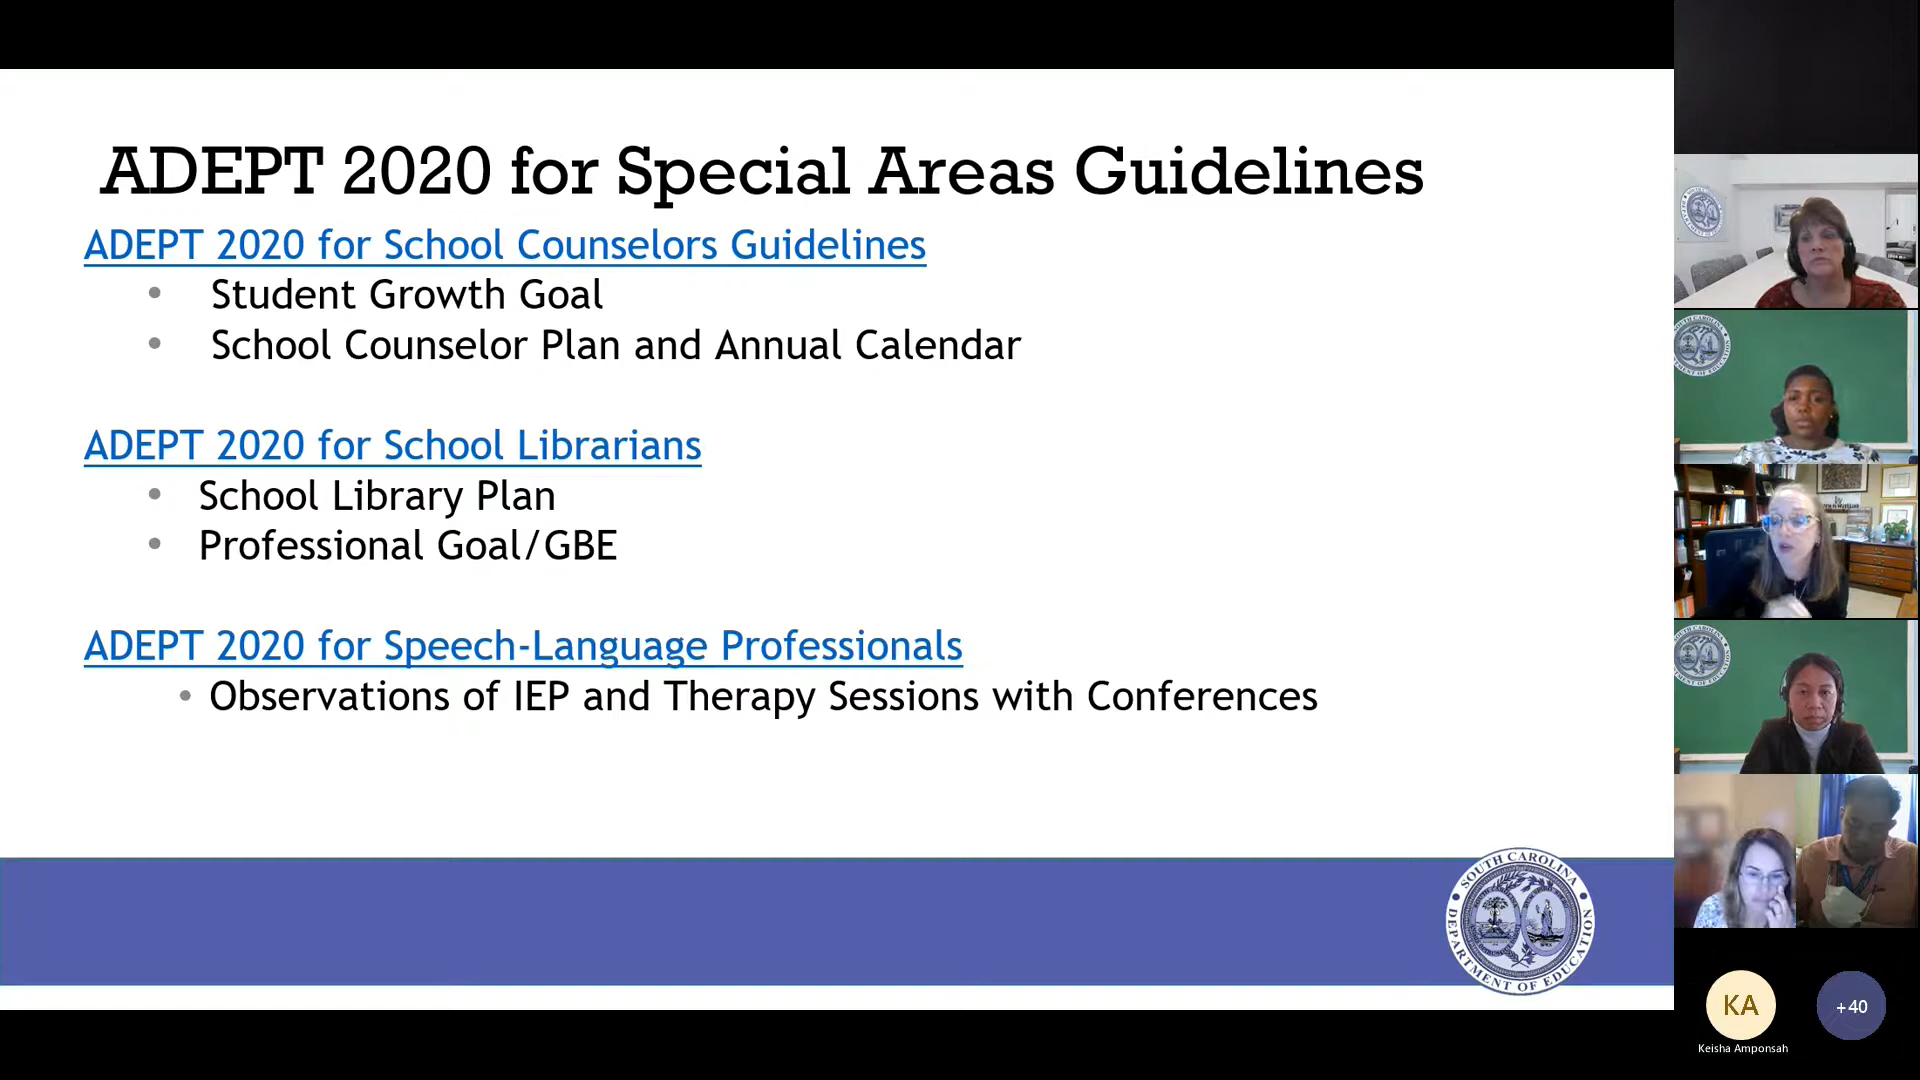 ADEPT 2020 for Special Areas Guidelines
ADEPT 2020 for School Counselors Guidelines
• Student Growth Goal
• School Counselor Plan and Annual Calendar
ADEPT 2020 for School Librarians
• School Library Plan
• Professional Goal/GBE
ADEPT 2020 for Speech-Language Professionals
• Observations of IEP and Therapy Sessions with Conferences
SOUTH CAROLINA
DEPARTMENT OF EDUCATION
KA
+40
Keisha Amponsah